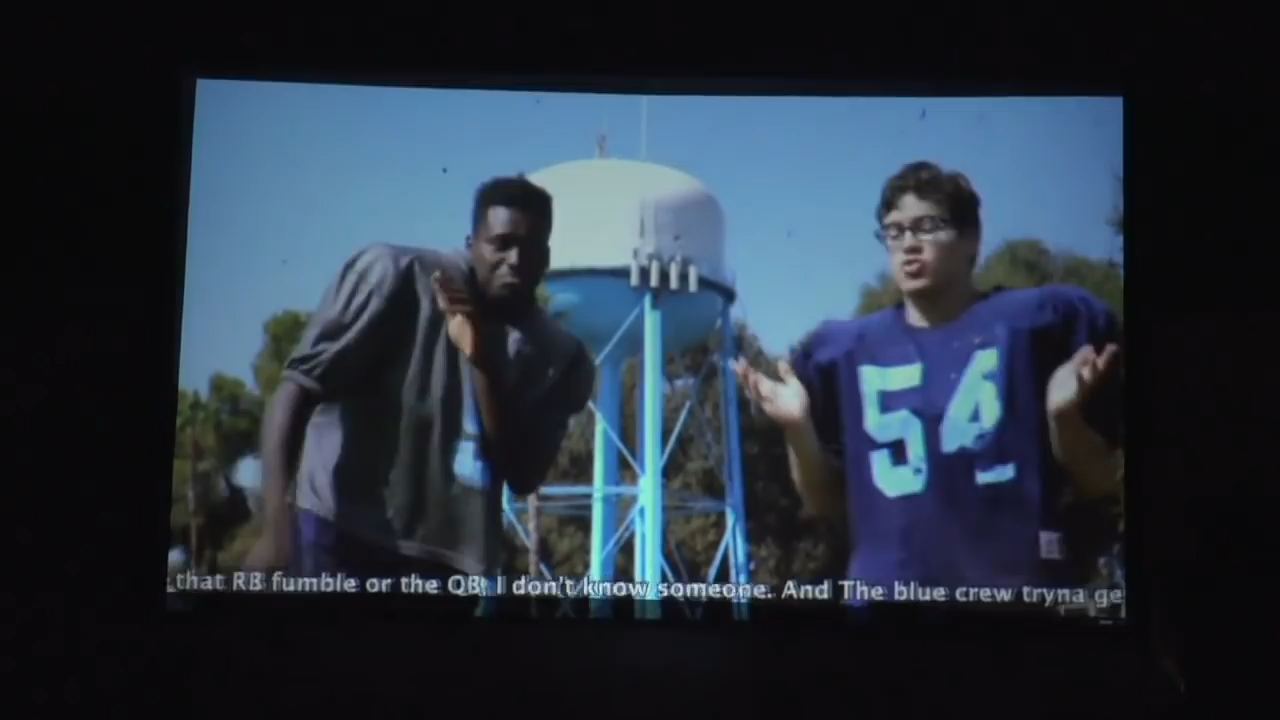 54
that RB fumble or the QB, I don't know someone. And The blue crew tryna ge